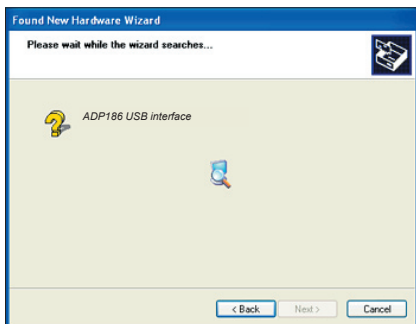 Found New Hardware Wizard
Please wait while the wizard searches...
ADP186 USB interface
< Back
Next >
Cancel